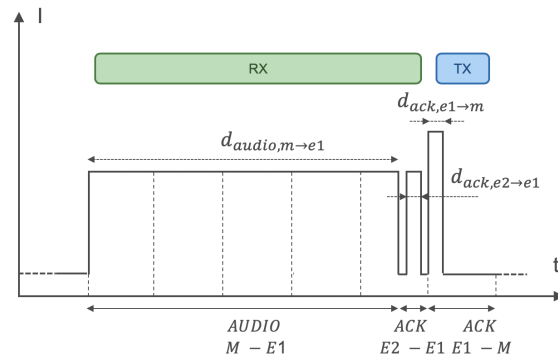 I
RX
TX
d_{ack,e1→m}
d_{audio,m→e1}
d_{ack,e2→e1}
t
AUDIO ACK ACK
M − E1 E2 − E1 E1 − M